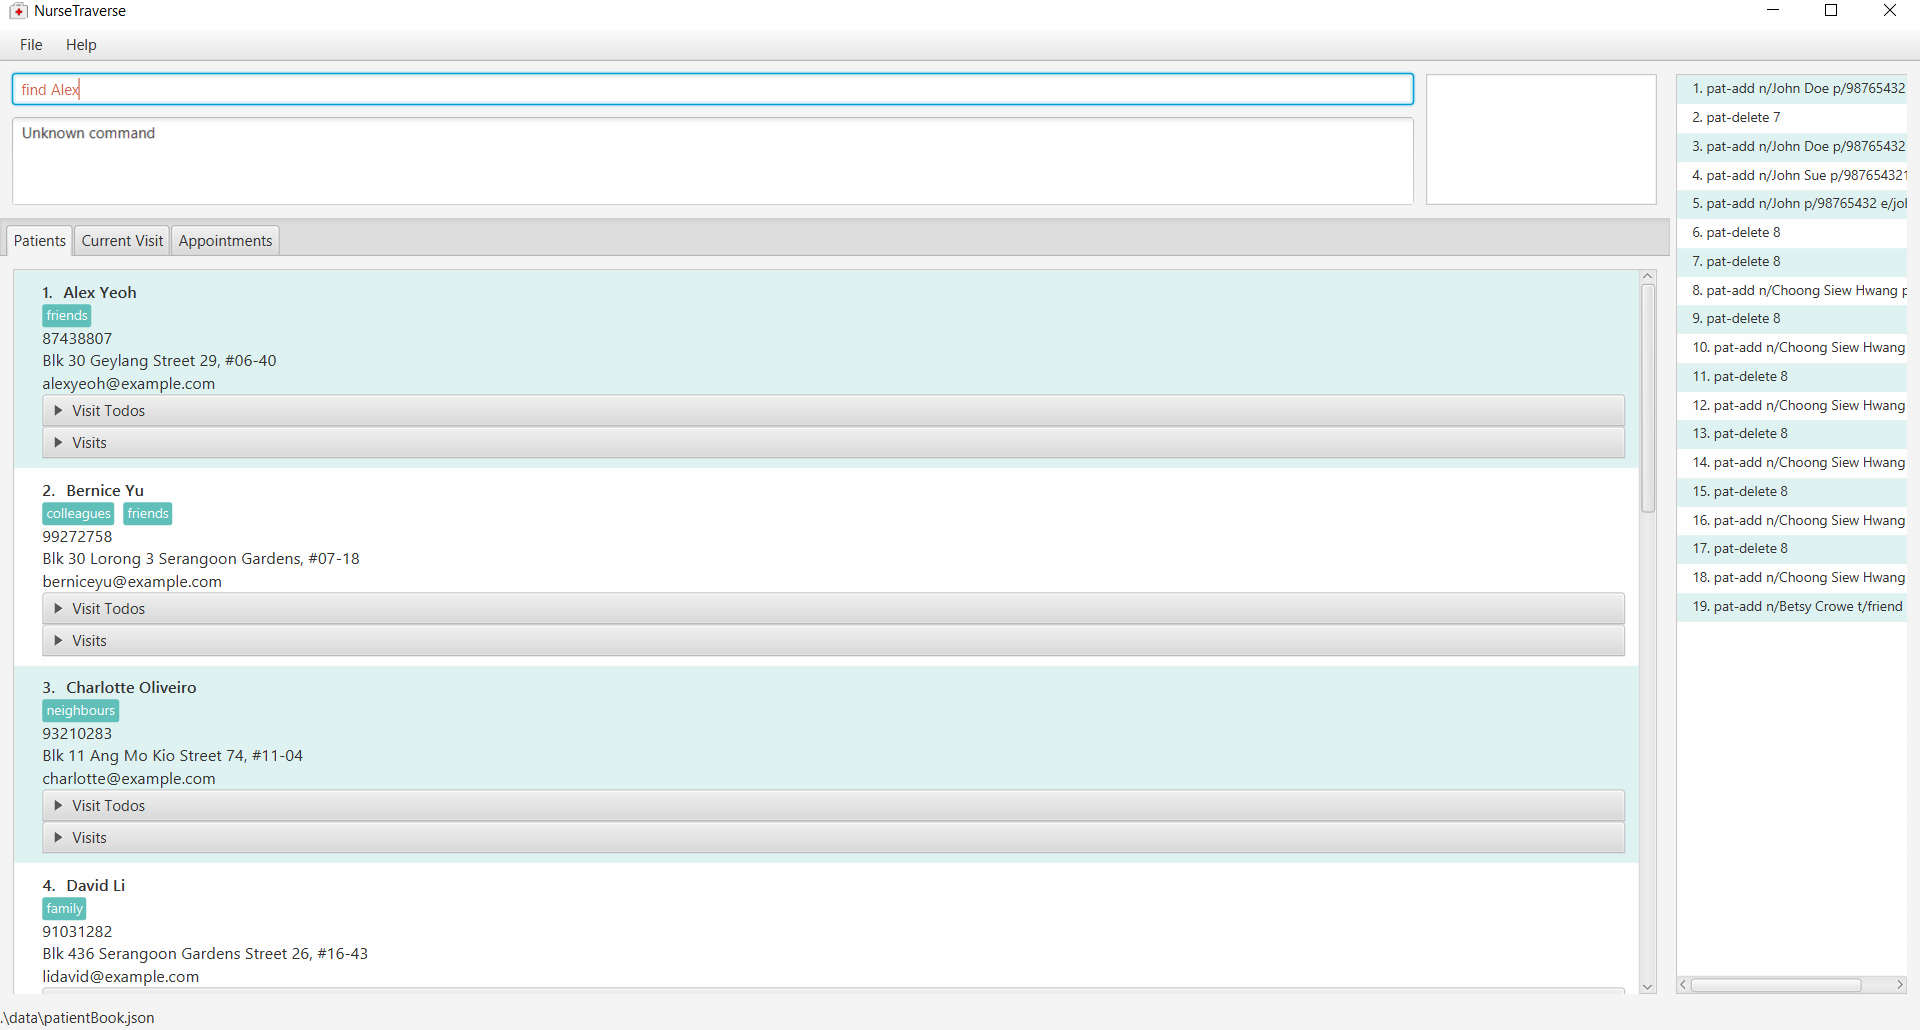 NurseTraverse
File Help
find Alex
Unknown command
Patients Current Visit Appointments
1. Alex Yeoh
friends
87438807
Blk 30 Geylang Street 29, #06-40
alexyeoh@example.com
Visit Todos
Visits
2. Bernice Yu
colleagues friends
99272758
Blk 30 Lorong 3 Serangoon Gardens, #07-18
berniceyu@example.com
Visit Todos
Visits
3. Charlotte Oliveiro
neighbours
93210283
Blk 11 Ang Mo Kio Street 74, #11-04
charlotte@example.com
Visit Todos
Visits
4. David Li
family
91031282
Blk 436 Serangoon Gardens Street 26, #16-43
lidavid@example.com
1. pat-add n/John Doe p/98765432
2. pat-delete 7
3. pat-add n/John Doe p/98765432
4. pat-add n/John Sue p/987654321
5. pat-add n/John p/98765432 e/joh
6. pat-delete 8
7. pat-delete 8
8. pat-add n/Choong Siew Hwang p
9. pat-delete 8
10. pat-add n/Choong Siew Hwang
11. pat-delete 8
12. pat-add n/Choong Siew Hwang
13. pat-delete 8
14. pat-add n/Choong Siew Hwang
15. pat-delete 8
16. pat-add n/Choong Siew Hwang
17. pat-delete 8
18. pat-add n/Choong Siew Hwang
19. pat-add n/Betsy Crowe t/friend
.\data\patientBook.json